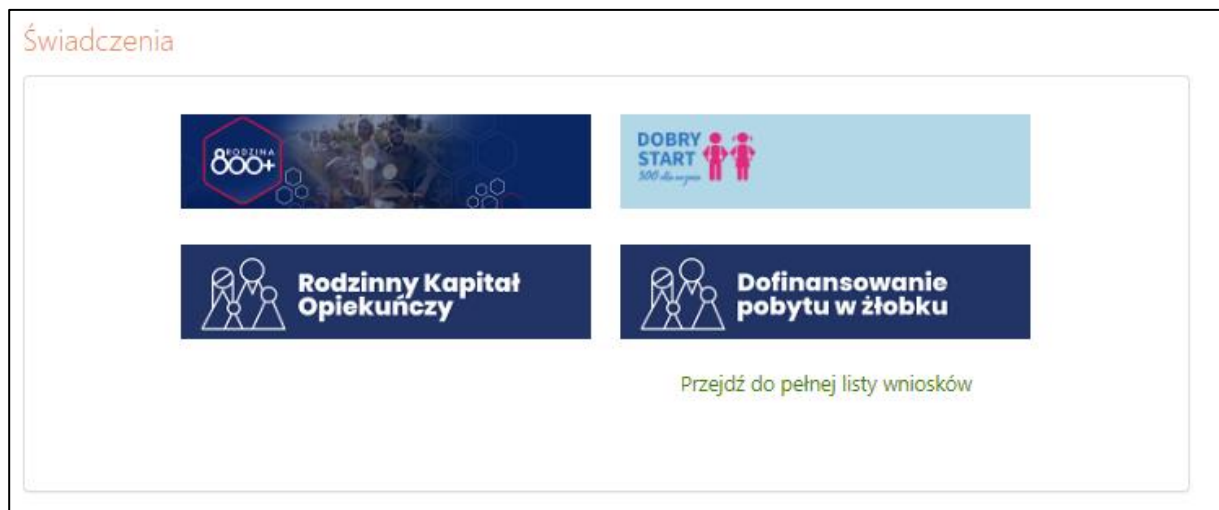 Świadczenia
RODZINA
800+
DOBRY
START
300 dla ucznia
Rodzinny Kapitał
Opiekuńczy
Dofinansowanie
pobytu w żłobku
Przejdź do pełnej listy wniosków